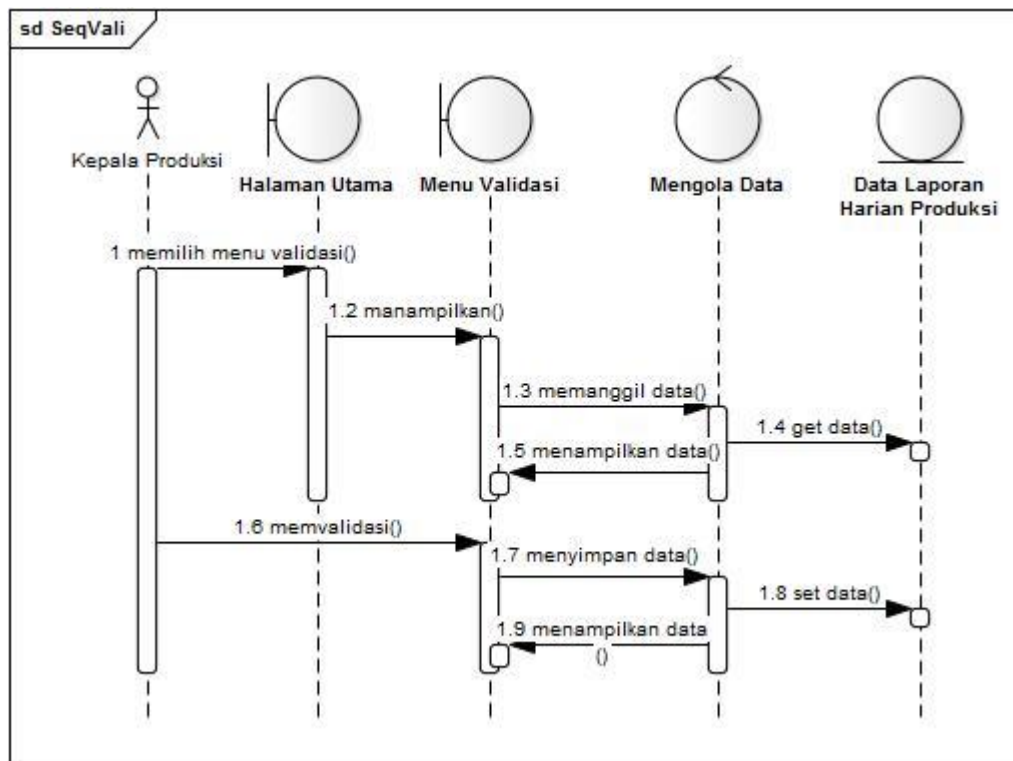 sd SeqVali
Kepala Produksi
Halaman Utama
Menu Validasi
Mengola Data
Data Laporan
Harian Produksi
1 memilih menu validasi()
1.2 manampilkan()
1.3 memanggil data()
1.4 get data()
1.5 menampilkan data()
1.6 memvalidasi()
1.7 menyimpan data()
1.8 set data()
1.9 menampilkan data
()